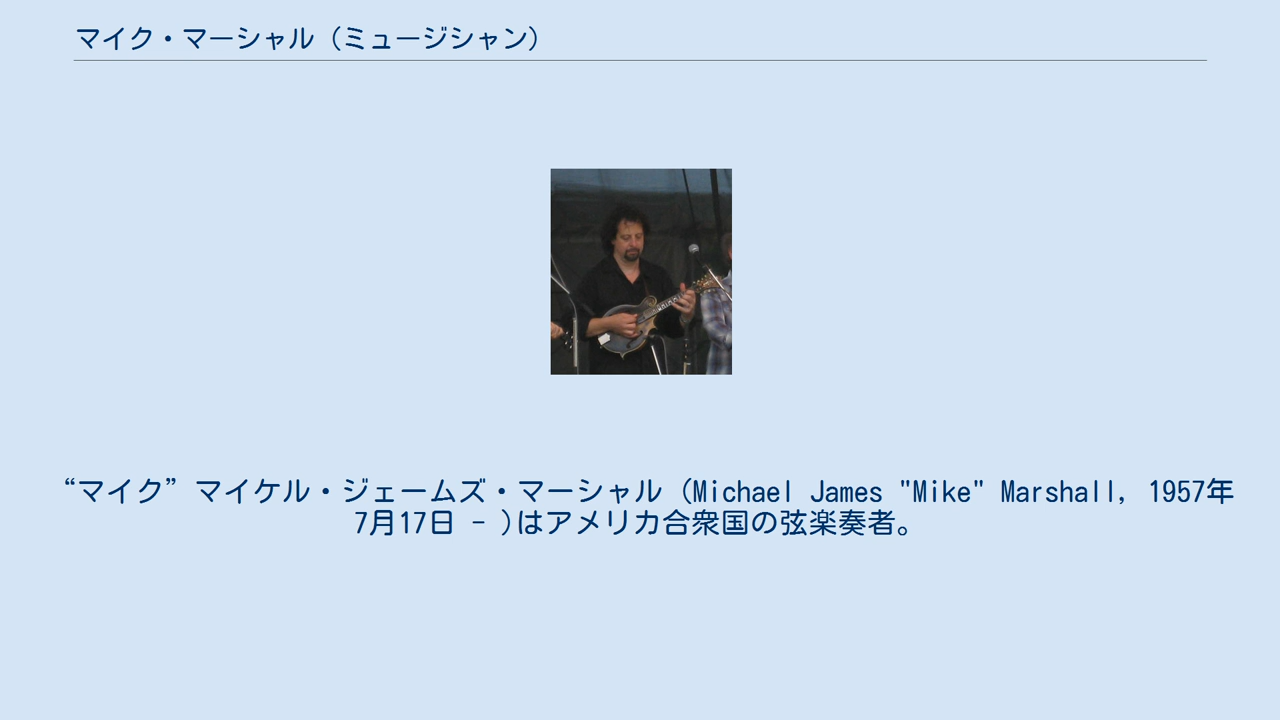 マイク・マーシャル (ミュージシャン)
“マイク” マイケル・ジェームズ・マーシャル (Michael James "Mike" Marshall, 1957年
7月17日 - )はアメリカ合衆国の弦楽奏者。